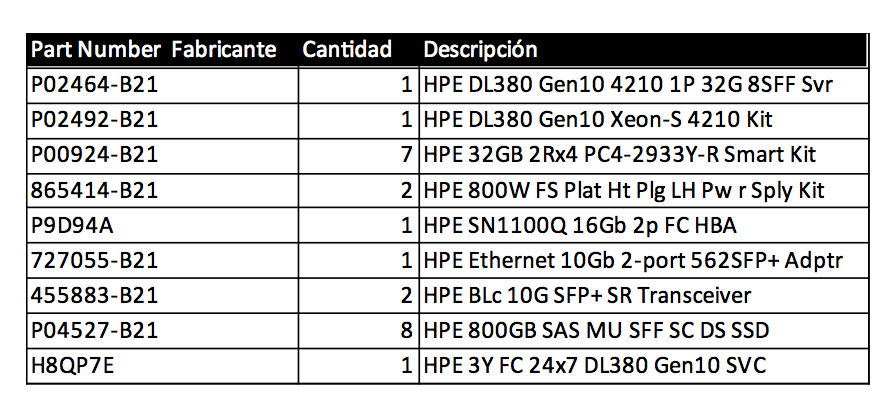 Part Number Fabricante Cantidad Descripción
P02464-B21 1 HPE DL380 Gen10 4210 1P 32G 8SFF Svr
P02492-B21 1 HPE DL380 Gen10 Xeon-S 4210 Kit
P00924-B21 7 HPE 32GB 2Rx4 PC4-2933Y-R Smart Kit
865414-B21 2 HPE 800W FS Plat Ht Plg LH Pw r Sply Kit
P9D94A 1 HPE SN1100Q 16Gb 2p FC HBA
727055-B21 1 HPE Ethernet 10Gb 2-port 562SFP+ Adptr
455883-B21 2 HPE BLc 10G SFP+ SR Transceiver
P04527-B21 8 HPE 800GB SAS MU SFF SC DS SSD
H8QP7E 1 HPE 3Y FC 24x7 DL380 Gen10 SVC